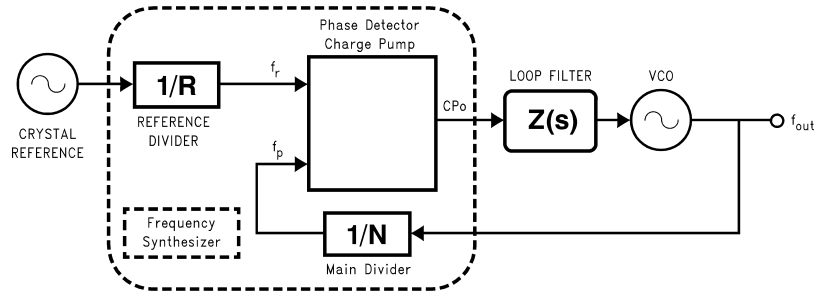 Phase Detector
Charge Pump
1/R
f_r
REFERENCE
DIVIDER
CRYSTAL
REFERENCE
CPo
LOOP FILTER
Z(s)
VCO
f_out
f_p
Frequency
Synthesizer
1/N
Main Divider